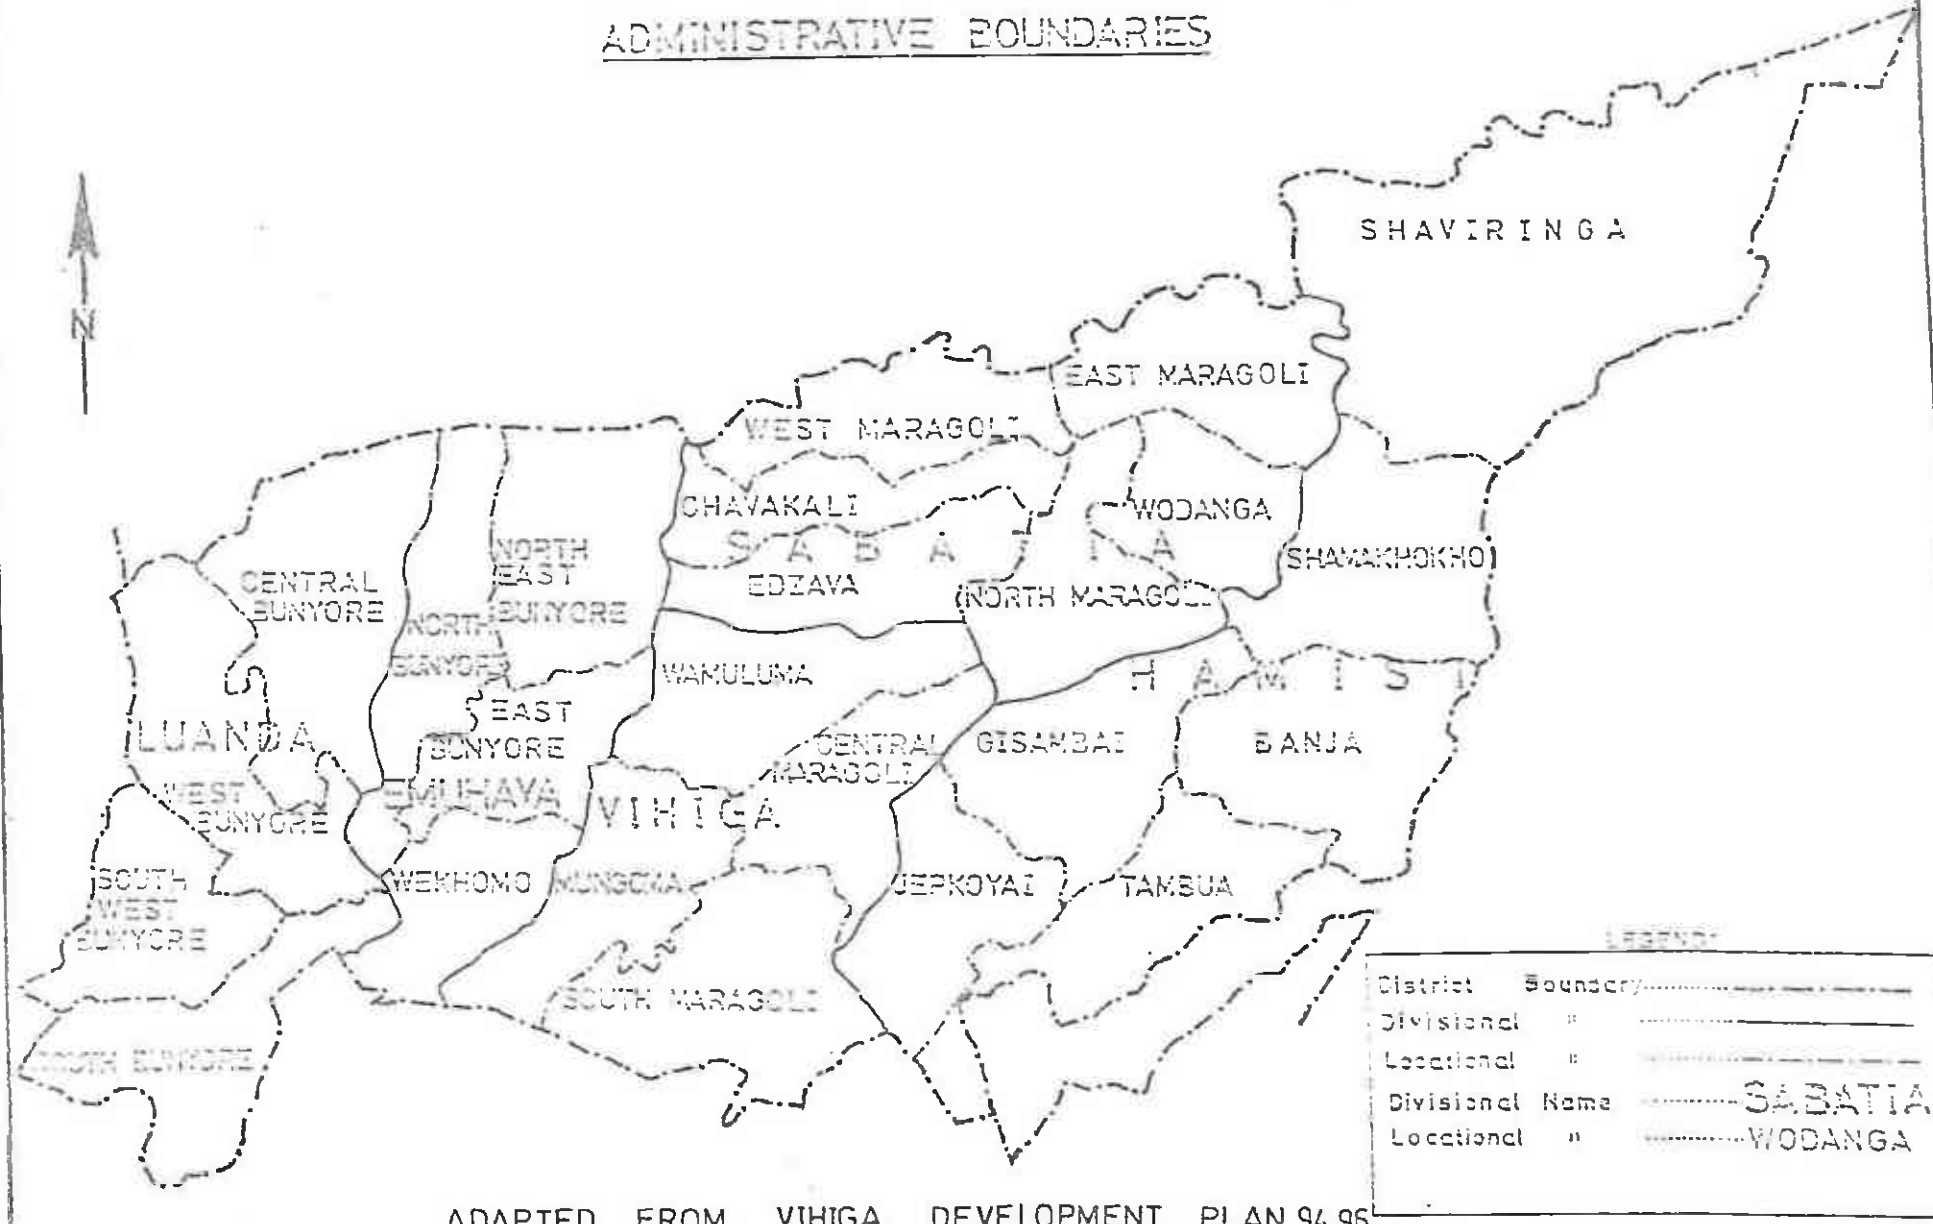 ADMINISTRATIVE BOUNDARIES
N
SHAVIRINGA
EAST MARAGOLI
WEST MARAGOLI
CHAVAKALI
WODANGA
SABATIA
NORTH
EAST
BUNYORE
CENTRAL
BUNYORE
EDZAVA
NORTH MARAGOLI
SHAMAKHOKHO
NORTH
BUNYORE
WAMULUMA
HAMISI
EAST
BUNYORE
LUANDA
CENTRAL
MARAGOLI
GISAMBAI
BANJA
WEST
BUNYORE
EMUHAYA
VIHIGA
SOUTH
WEST
BUNYORE
WEKHOMO
MUNGOMA
JEPKOYAI
TAMBUA
SOUTH MARAGOLI
SOUTH BUNYORE
LEGEND:
District Boundary
Divisional "
Locational "
Divisional Name SABATIA
Locational " WODANGA
ADAPTED FROM VIHIGA DEVELOPMENT PLAN 94 96